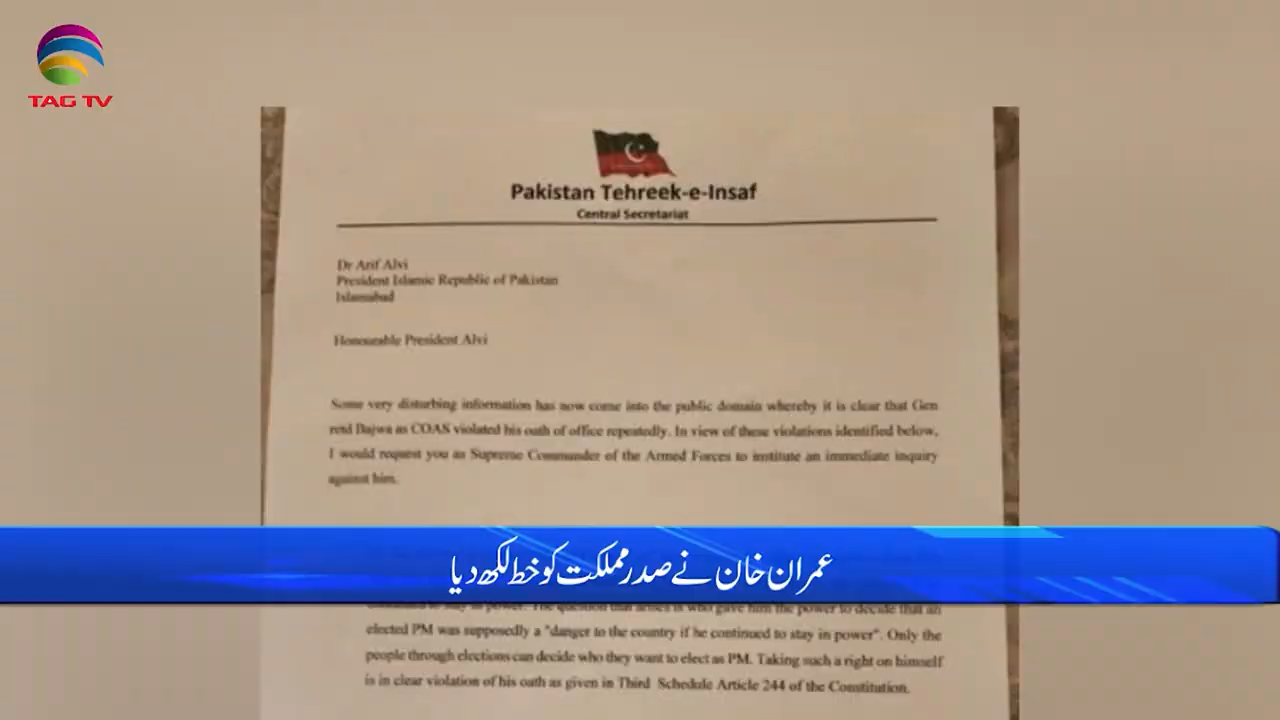 TAG TV
Pakistan Tehreek-e-Insaf
Central Secretariat
Dr Arif Alvi
President Islamic Republic of Pakistan
Islamabad
Honourable President Alvi
Some very disturbing information has now come into the public domain whereby it is clear that Gen
retd Bajwa as COAS violated his oath of office repeatedly. In view of these violations identified below,
I would request you as Supreme Commander of the Armed Forces to institute an immediate inquiry
against him.
عمران خان نے صدر مملکت کو خط لکھ دیا
to stay in power. The question that arises is who gave him the power to decide that an
elected PM was supposedly a "danger to the country if he continued to stay in power". Only the
people through elections can decide who they want to elect as PM. Taking such a right on himself
is in clear violation of his oath as given in Third Schedule Article 244 of the Constitution.